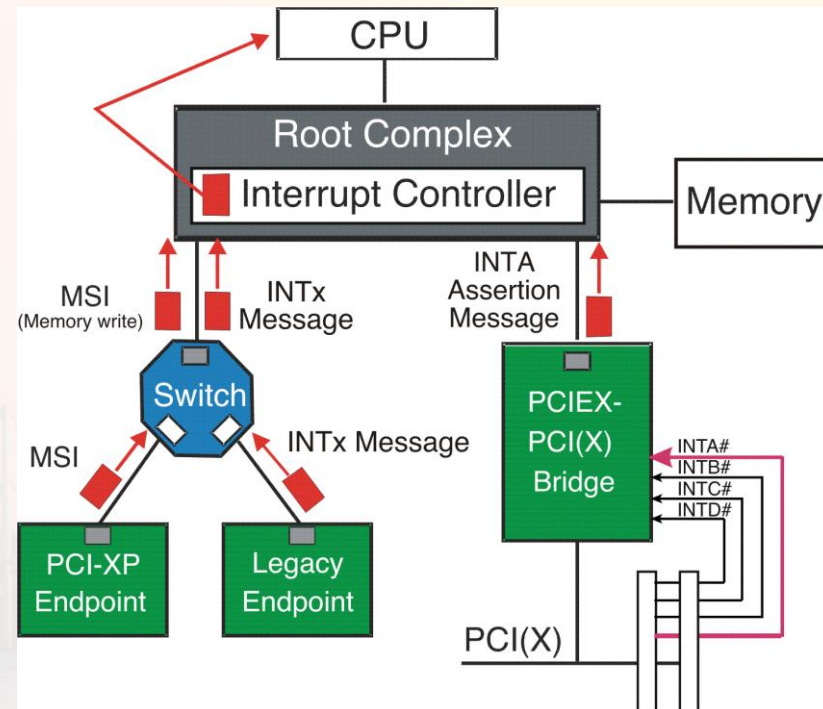 CPU
Root Complex
Interrupt Controller
Memory
MSI
(Memory write)
INTx
Message
INTA
Assertion
Message
Switch
PCIEX-
PCI(X)
Bridge
INTA#
INTB#
INTC#
INTD#
MSI
INTx Message
PCI-XP
Endpoint
Legacy
Endpoint
PCI(X)